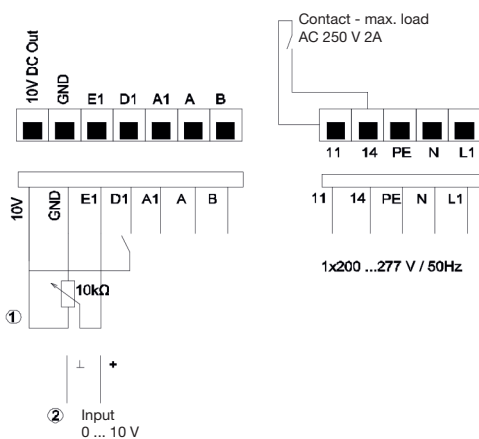 Contact - max. load
AC 250 V 2A
10V DC Out GND E1 D1 A1 A B
11 14 PE N L1
10V GND E1 D1 A1 A B
11 14 PE N L1
1x200 ...277 V / 50Hz
10kΩ
①
⊥ +
② Input
0 ... 10 V